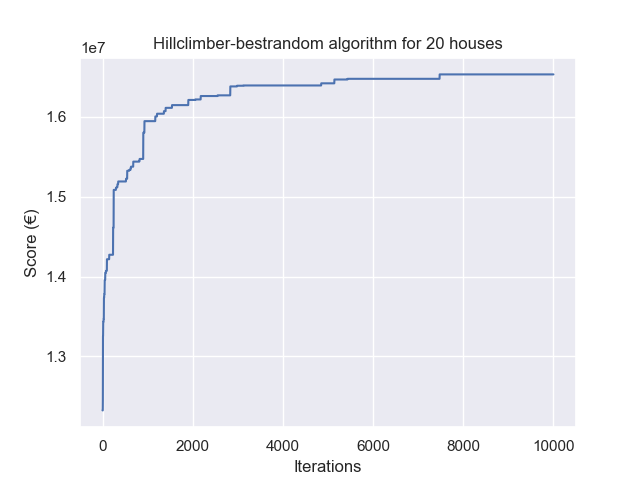 Hillclimber-bestrandom algorithm for 20 houses
1e7
1.6
1.5
1.4
1.3
Score (€)
0 2000 4000 6000 8000 10000
Iterations